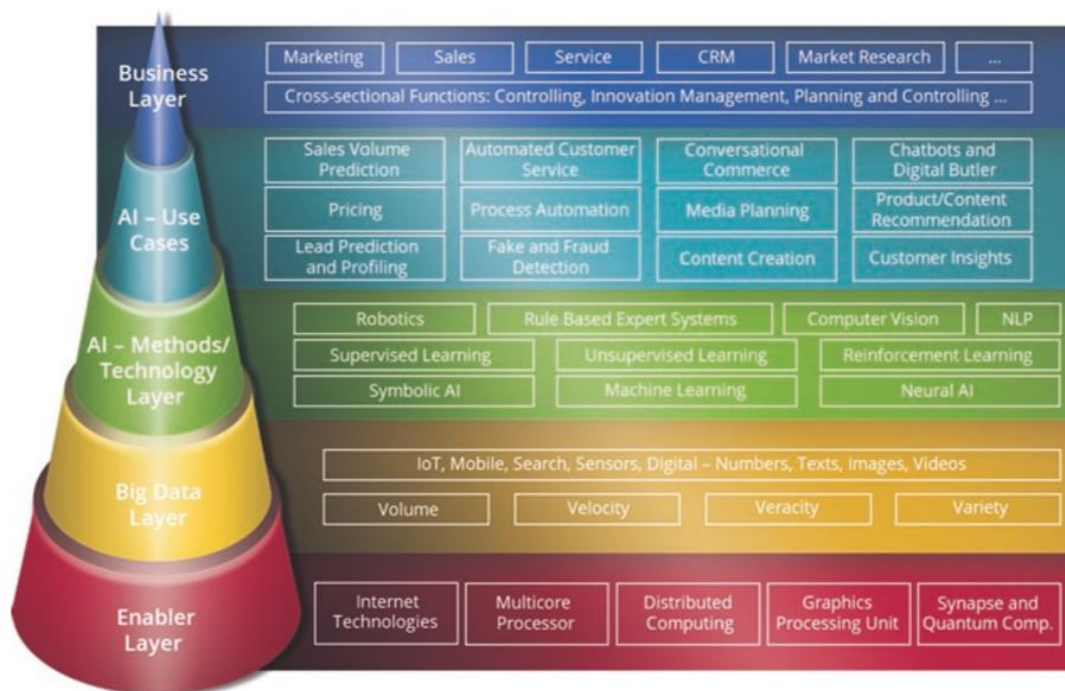 Business
Layer
Marketing
Sales
Service
CRM
Market Research
...
Cross-sectional Functions: Controlling, Innovation Management, Planning and Controlling ...
AI – Use
Cases
Sales Volume
Prediction
Automated Customer
Service
Conversational
Commerce
Chatbots and
Digital Butler
Pricing
Process Automation
Media Planning
Product/Content
Recommendation
Lead Prediction
and Profiling
Fake and Fraud
Detection
Content Creation
Customer Insights
AI – Methods/
Technology
Layer
Robotics
Rule Based Expert Systems
Computer Vision
NLP
Supervised Learning
Unsupervised Learning
Reinforcement Learning
Symbolic AI
Machine Learning
Neural AI
Big Data
Layer
IoT, Mobile, Search, Sensors, Digital – Numbers, Texts, Images, Videos
Volume
Velocity
Veracity
Variety
Enabler
Layer
Internet
Technologies
Multicore
Processor
Distributed
Computing
Graphics
Processing Unit
Synapse and
Quantum Comp.